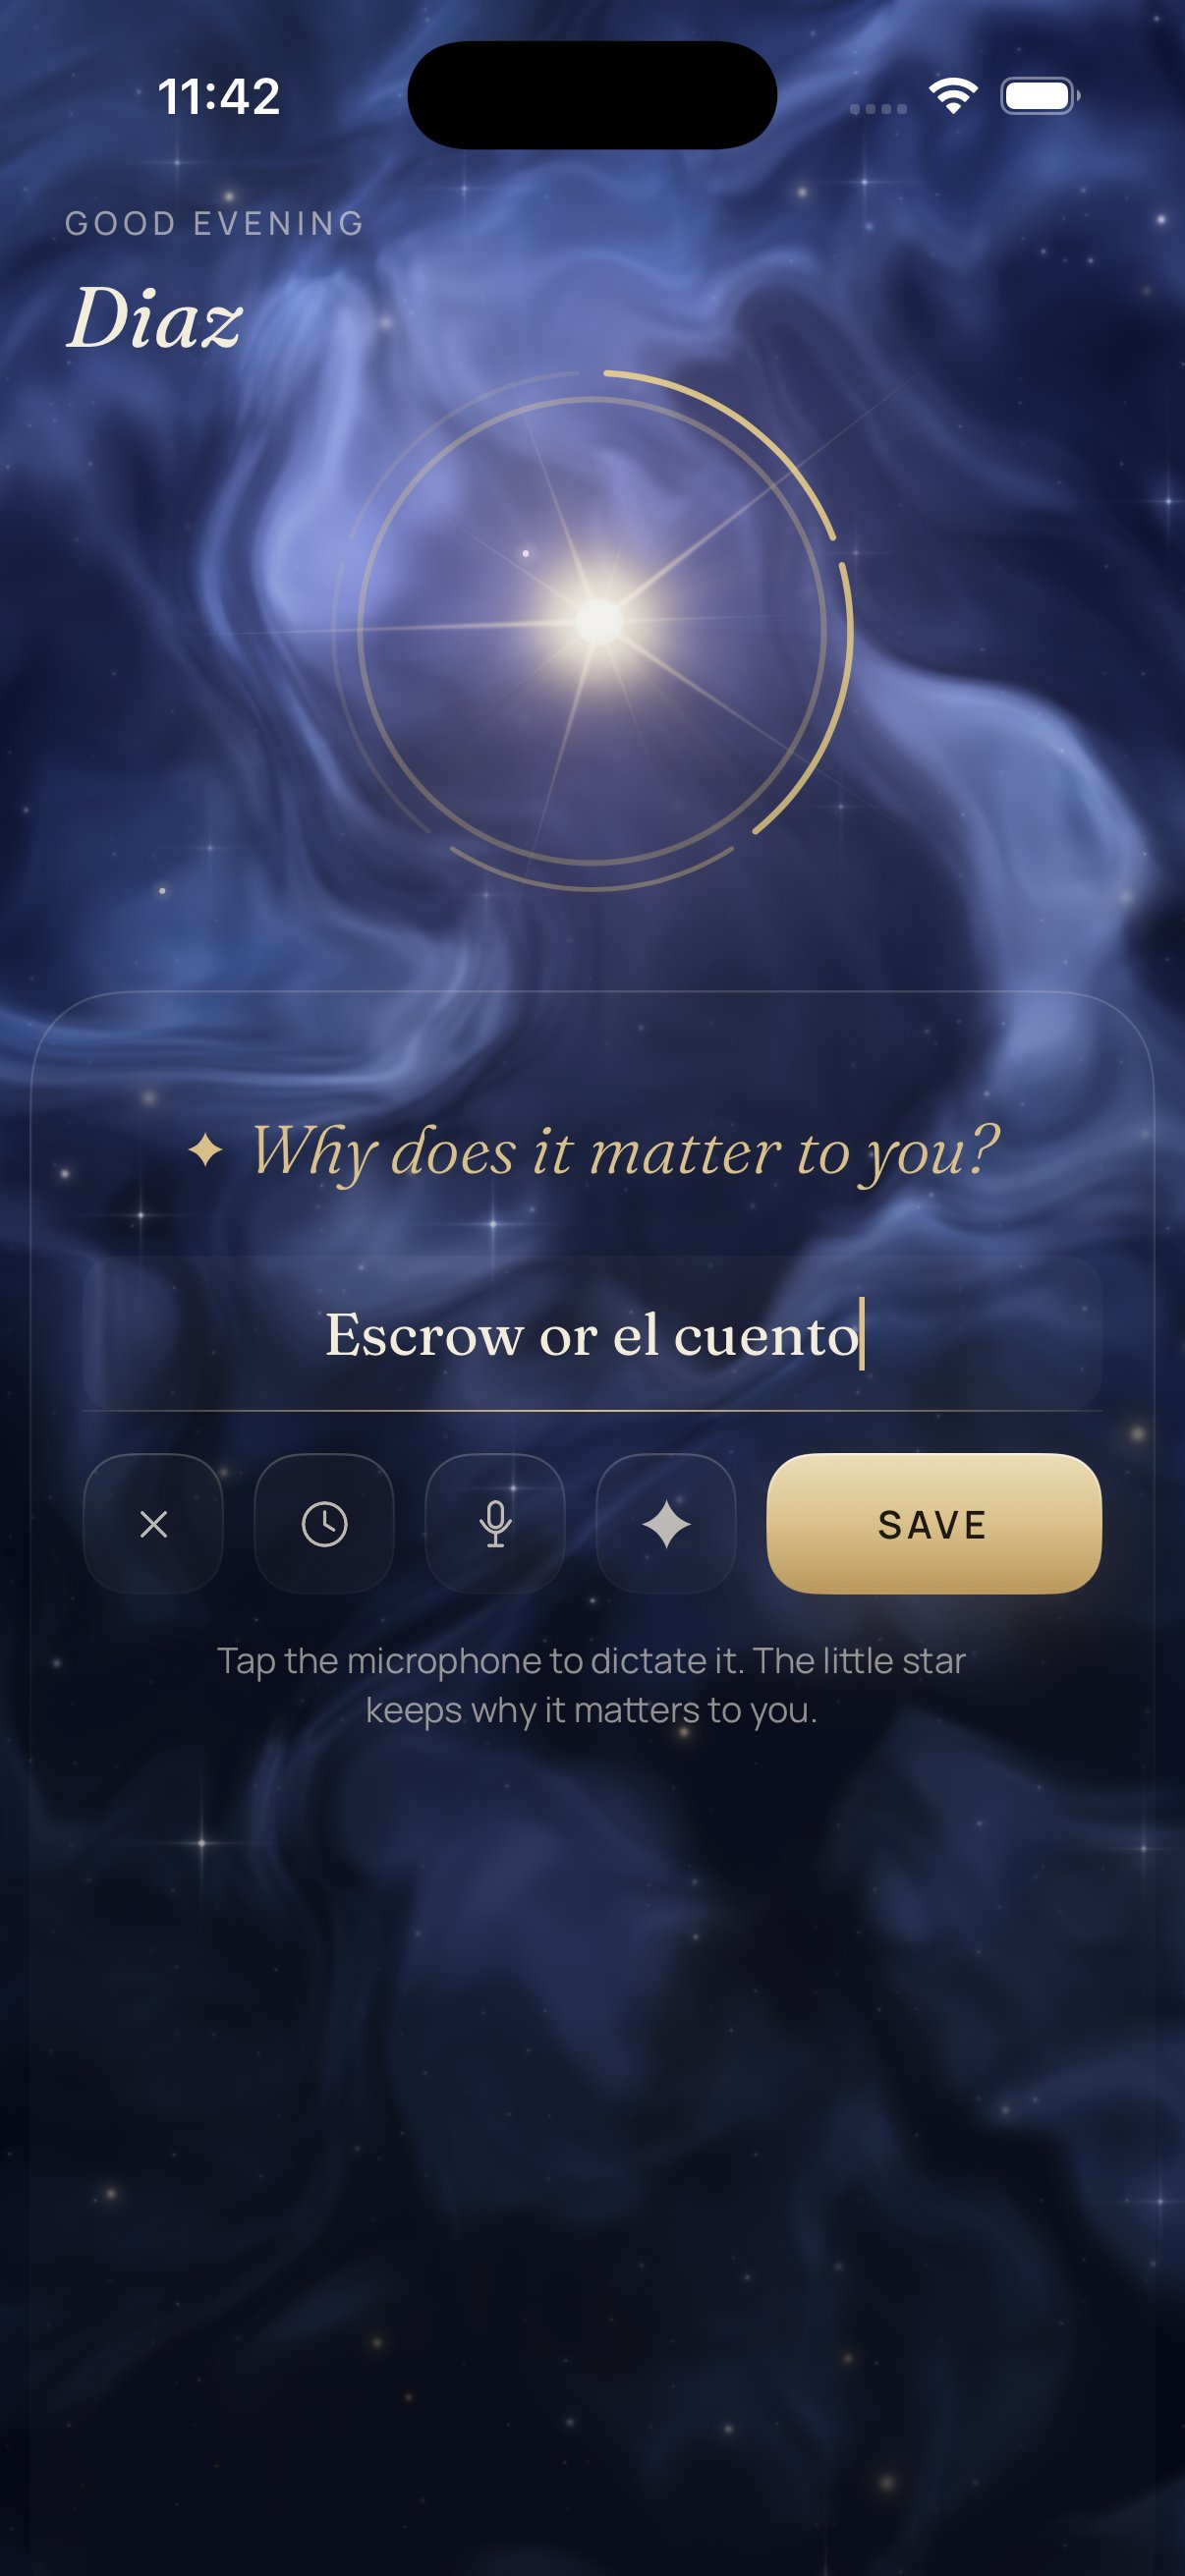 11:42
GOOD EVENING
Diaz
Why does it matter to you?
Escrow or el cuento
SAVE
Tap the microphone to dictate it. The little star
keeps why it matters to you.